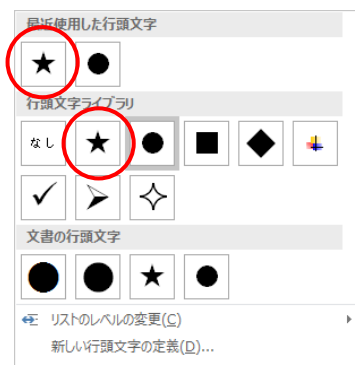 最近使用した行頭文字
行頭文字ライブラリ
なし
文書の行頭文字
リストのレベルの変更(C)
新しい行頭文字の定義(D)...